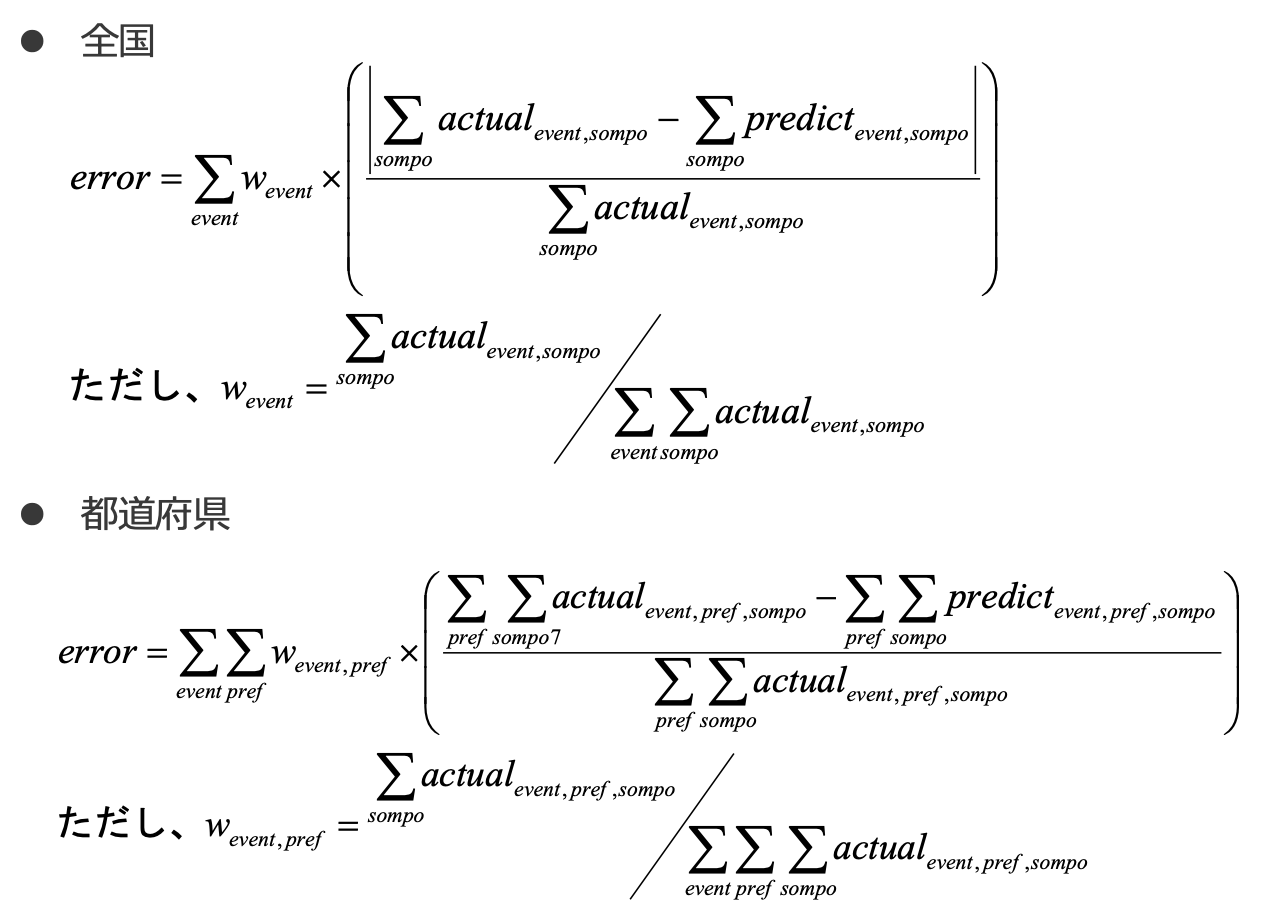 ● 全国
error = \sum_{event} w_{event} \times \left( \frac{\left| \sum_{sompo} actual_{event,sompo} - \sum_{sompo} predict_{event,sompo} \right|}{\sum_{sompo} actual_{event,sompo}} \right)
ただし、w_{event} = \sum_{sompo} actual_{event,sompo} / \sum_{event} \sum_{sompo} actual_{event,sompo}
● 都道府県
error = \sum_{event} \sum_{pref} w_{event,pref} \times \left( \frac{\sum_{pref} \sum_{sompo7} actual_{event,pref,sompo} - \sum_{pref} \sum_{sompo} predict_{event,pref,sompo}}{\sum_{pref} \sum_{sompo} actual_{event,pref,sompo}} \right)
ただし、w_{event,pref} = \sum_{sompo} actual_{event,pref,sompo} / \sum_{event} \sum_{pref} \sum_{sompo} actual_{event,pref,sompo}